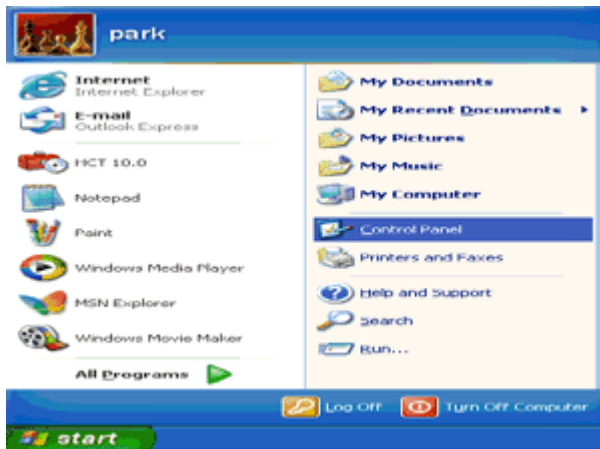 park
Internet
Internet Explorer
E-mail
Outlook Express
HCT 10.0
Notepad
Paint
Windows Media Player
MSN Explorer
Windows Movie Maker
All Programs
My Documents
My Recent Documents
My Pictures
My Music
My Computer
Control Panel
Printers and Faxes
Help and Support
Search
Run...
Log Off
Turn Off Computer
start